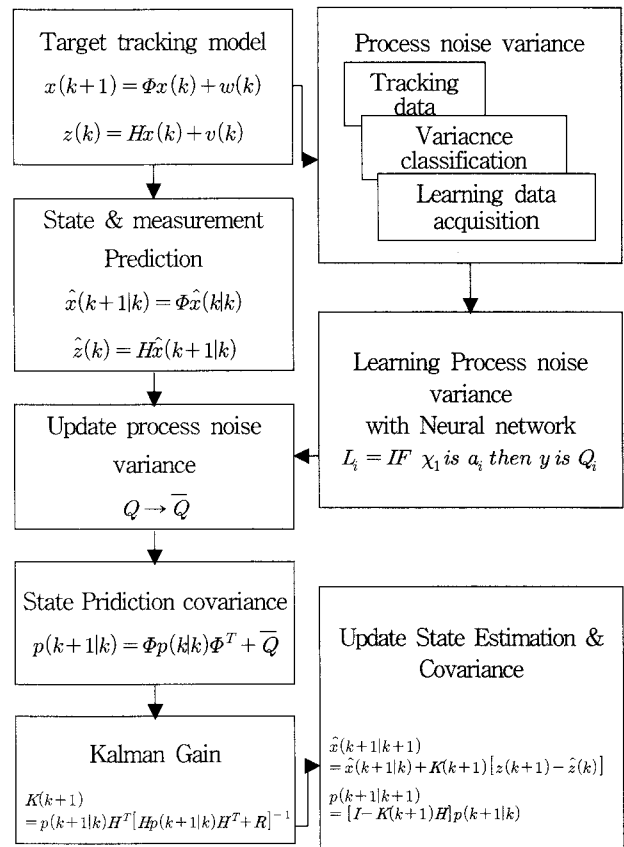 Target tracking model
x(k+1) = Φx(k) + w(k)
z(k) = Hx(k) + v(k)
Process noise variance
Tracking
data
Variacnce
classification
Learning data
acquisition
State & measurement
Prediction
x̂(k+1|k) = Φx̂(k|k)
ẑ(k) = Hx̂(k+1|k)
Learning Process noise
variance
with Neural network
L_i = IF χ_1 is a_i then y is Q_i
Update process noise
variance
Q → Q̅
State Pridiction covariance
p(k+1|k) = Φp(k|k)Φ^T + Q̅
Kalman Gain
K(k+1)
= p(k+1|k)H^T[Hp(k+1|k)H^T + R]^{-1}
Update State Estimation &
Covariance
x̂(k+1|k+1)
= x̂(k+1|k) + K(k+1)[z(k+1) − ẑ(k)]
p(k+1|k+1)
= [I − K(k+1)H]p(k+1|k)